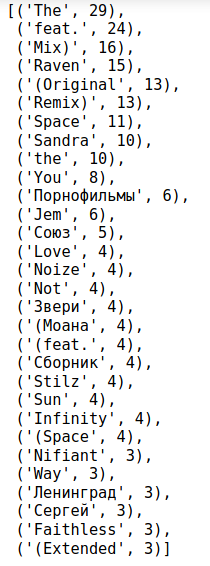 [('The', 29),
('feat.', 24),
('Mix)', 16),
('Raven', 15),
('(Original', 13),
('Remix)', 13),
('Space', 11),
('Sandra', 10),
('the', 10),
('You', 8),
('Порнофильмы', 6),
('Jem', 6),
('Союз', 5),
('Love', 4),
('Noize', 4),
('Not', 4),
('Звери', 4),
('(Моана', 4),
('(feat.', 4),
('Сборник', 4),
('Stilz', 4),
('Sun', 4),
('Infinity', 4),
('(Space', 4),
('Nifiant', 3),
('Way', 3),
('Ленинград', 3),
('Сергей', 3),
('Faithless', 3),
('(Extended', 3)]